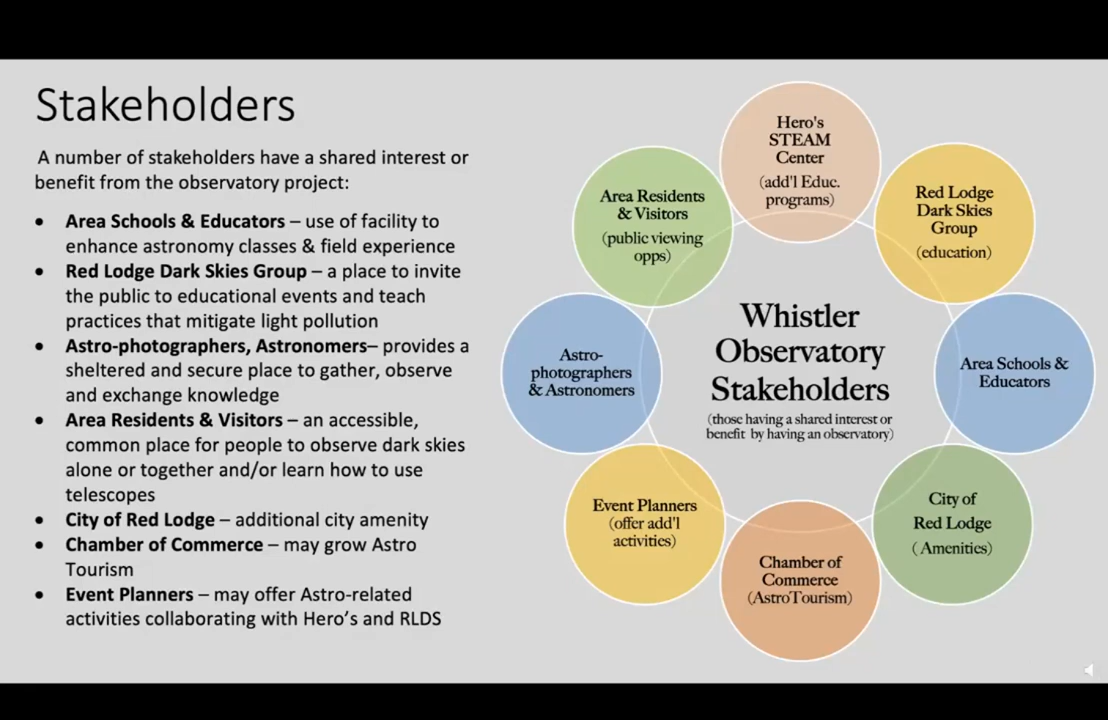 Stakeholders
A number of stakeholders have a shared interest or
benefit from the observatory project:
• Area Schools & Educators – use of facility to
enhance astronomy classes & field experience
• Red Lodge Dark Skies Group – a place to invite
the public to educational events and teach
practices that mitigate light pollution
• Astro-photographers, Astronomers– provides a
sheltered and secure place to gather, observe
and exchange knowledge
• Area Residents & Visitors – an accessible,
common place for people to observe dark skies
alone or together and/or learn how to use
telescopes
• City of Red Lodge – additional city amenity
• Chamber of Commerce – may grow Astro
Tourism
• Event Planners – may offer Astro-related
activities collaborating with Hero's and RLDS
Hero's
STEAM
Center
(add'l Educ.
programs)
Red Lodge
Dark Skies
Group
(education)
Area Schools &
Educators
City of
Red Lodge
( Amenities)
Chamber of
Commerce
(AstroTourism)
Event Planners
(offer add'l
activities)
Astro-
photographers
& Astronomers
Area Residents
& Visitors
(public viewing
opps)
Whistler
Observatory
Stakeholders
(those having a shared interest or
benefit by having an observatory)